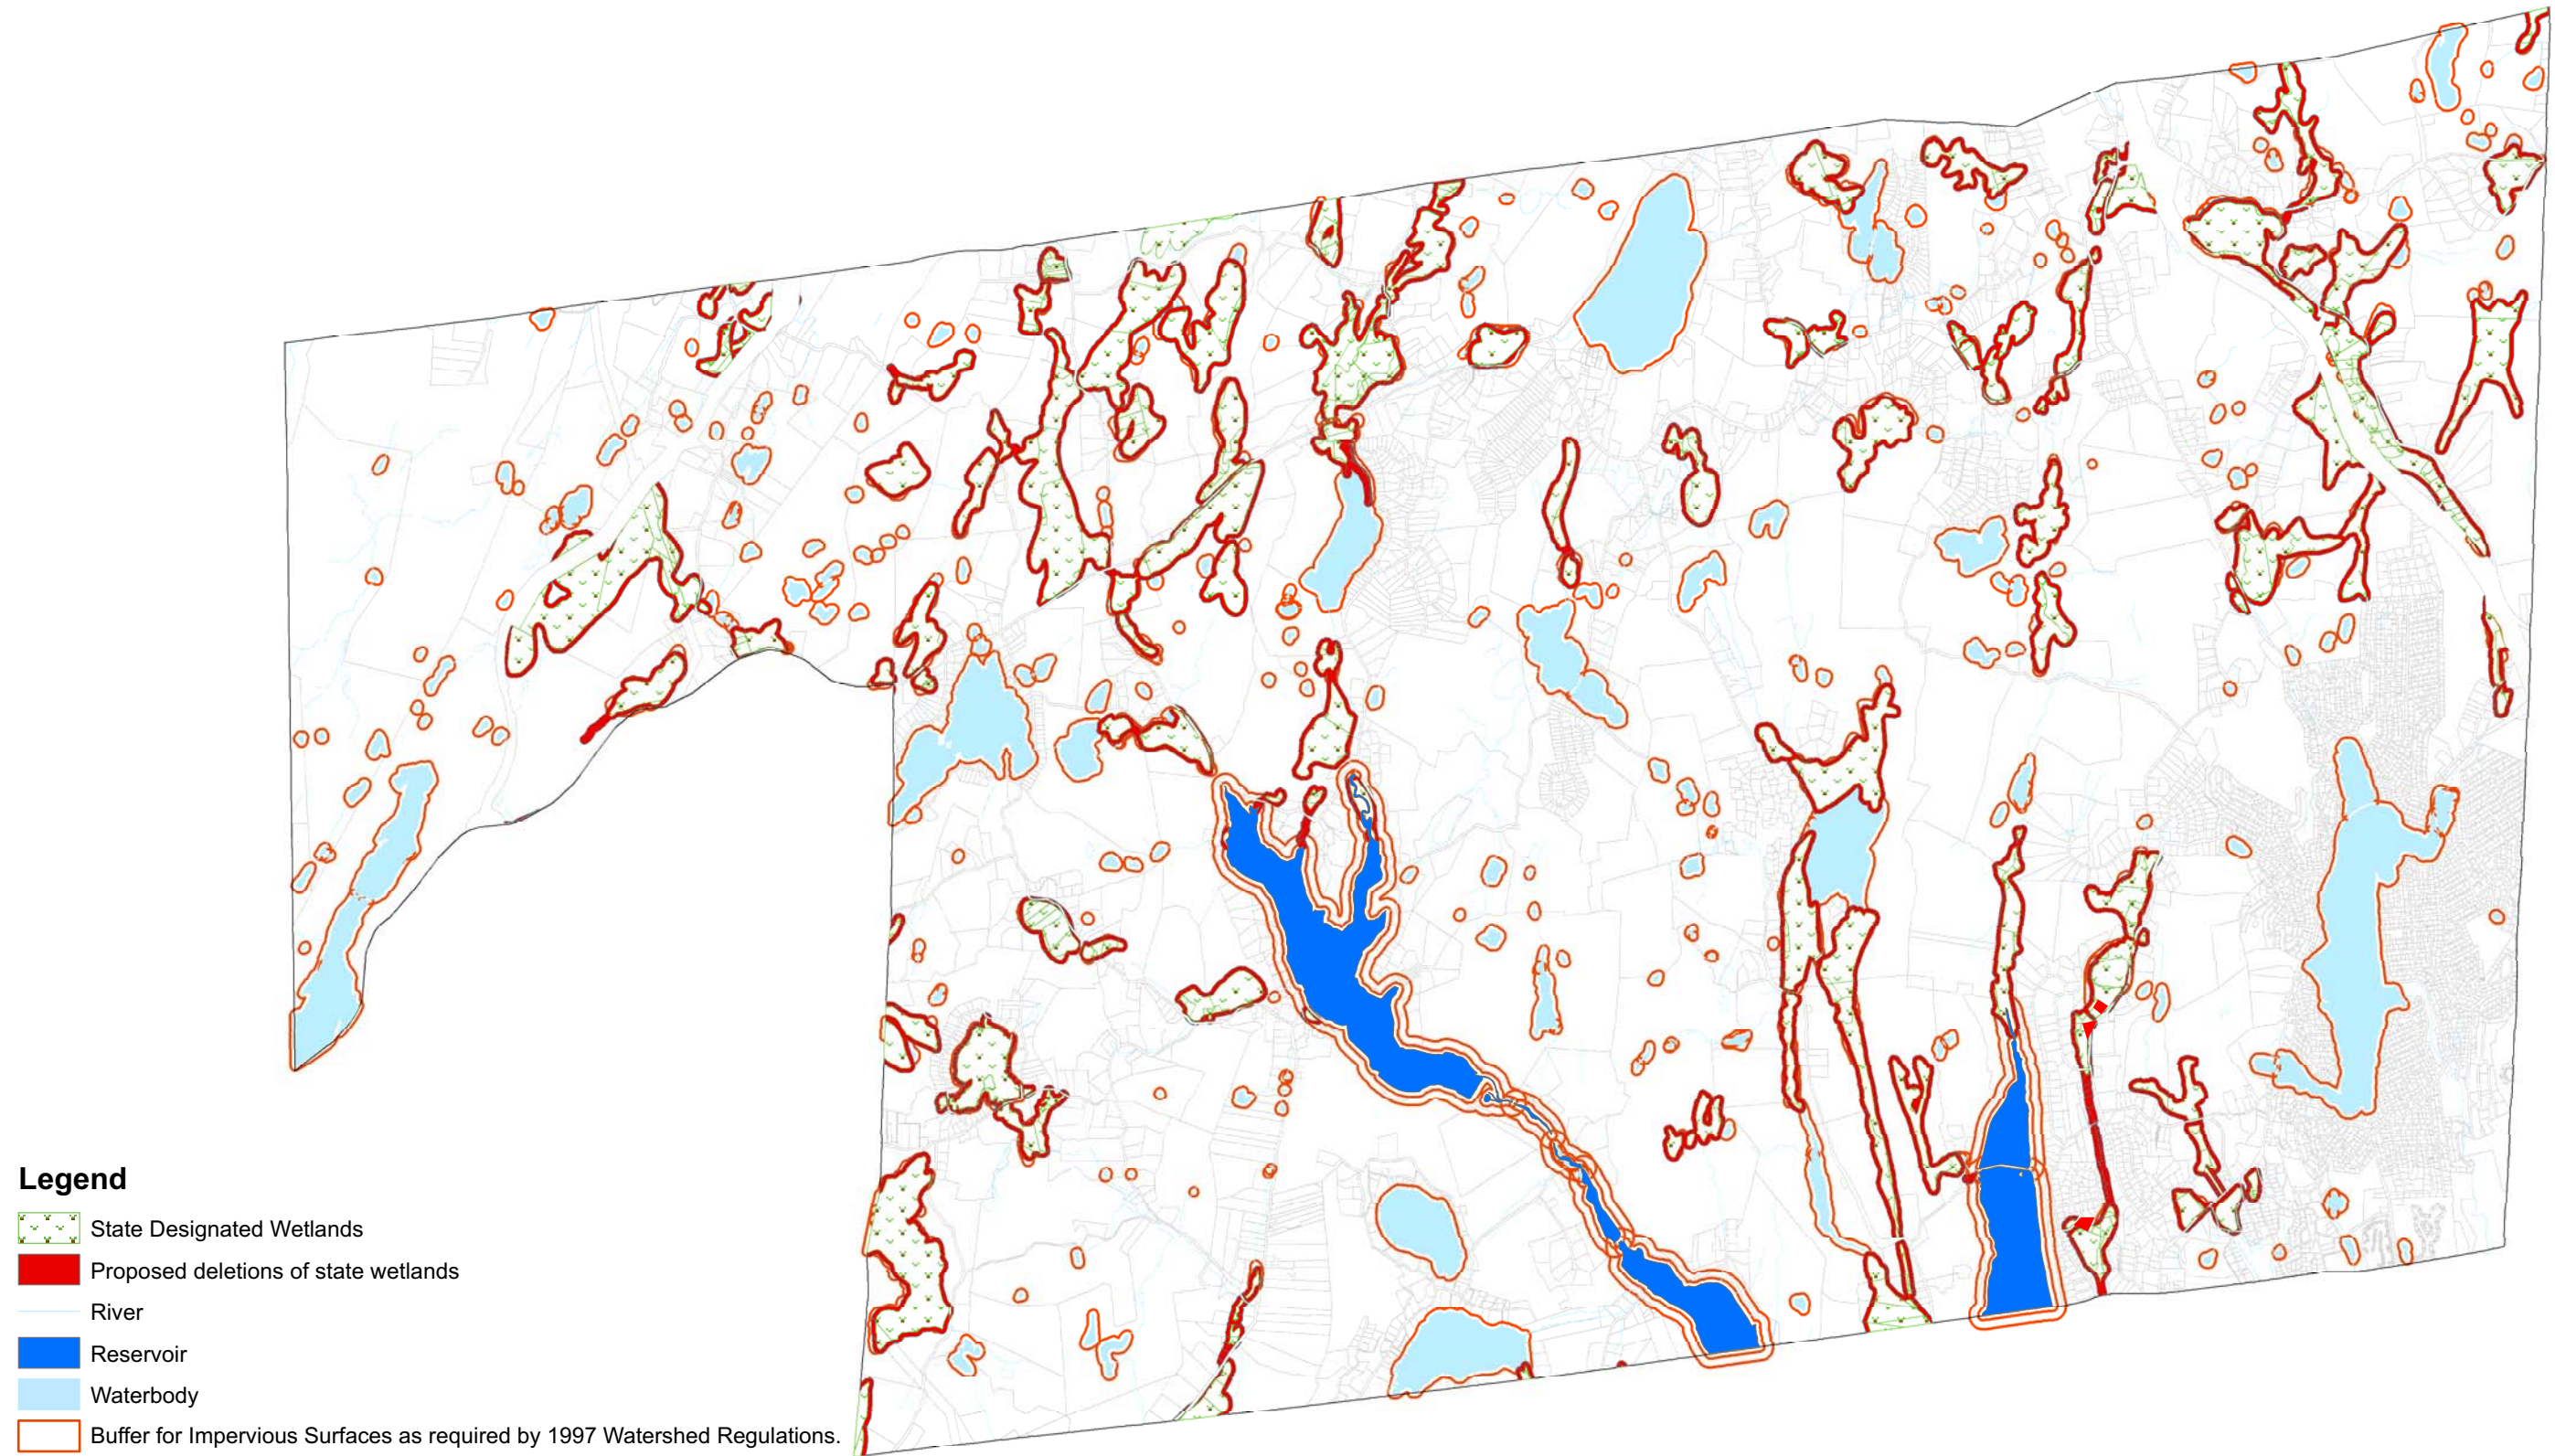 Legend
State Designated Wetlands
Proposed deletions of state wetlands
River
Reservoir
Waterbody
Buffer for Impervious Surfaces as required by 1997 Watershed Regulations.